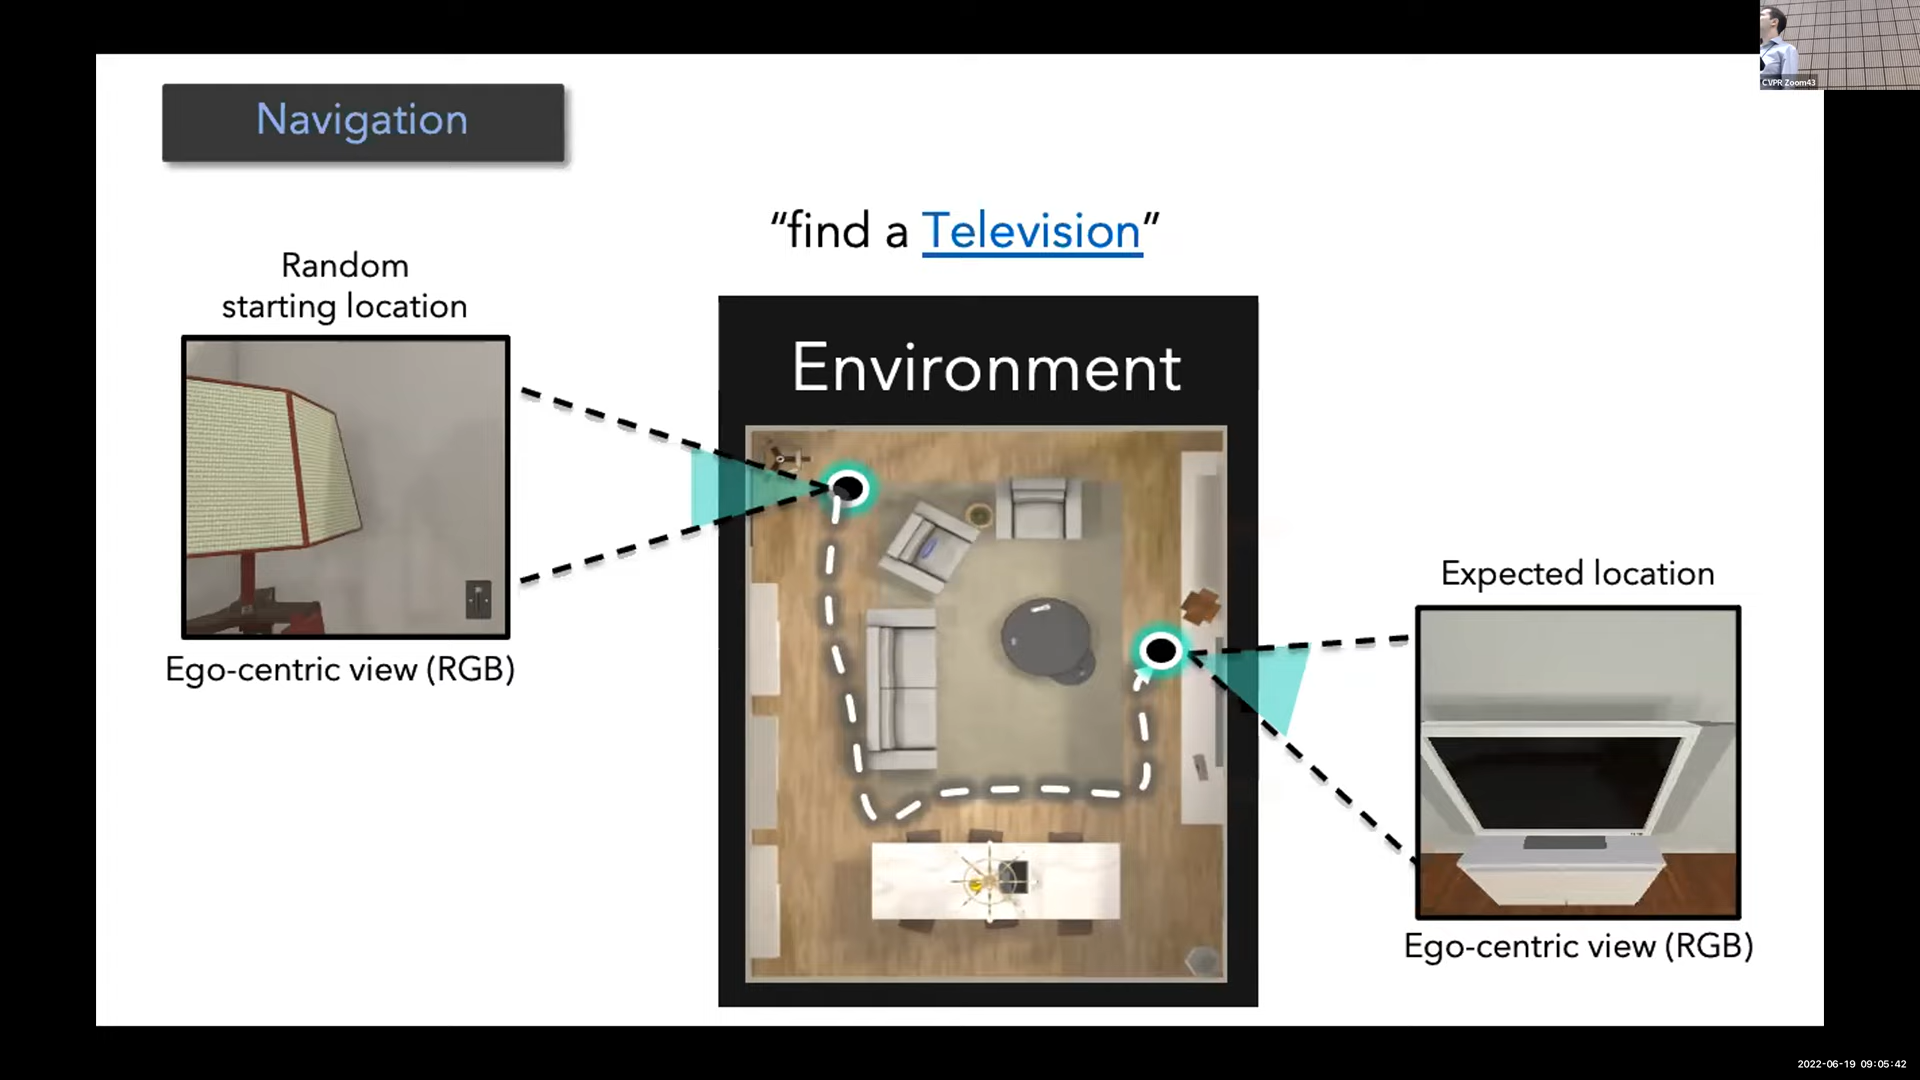 CVPR Zoom43
Navigation
“find a Television”
Random
starting location
Ego-centric view (RGB)
Environment
Expected location
Ego-centric view (RGB)
2022-06-19 09:05:42